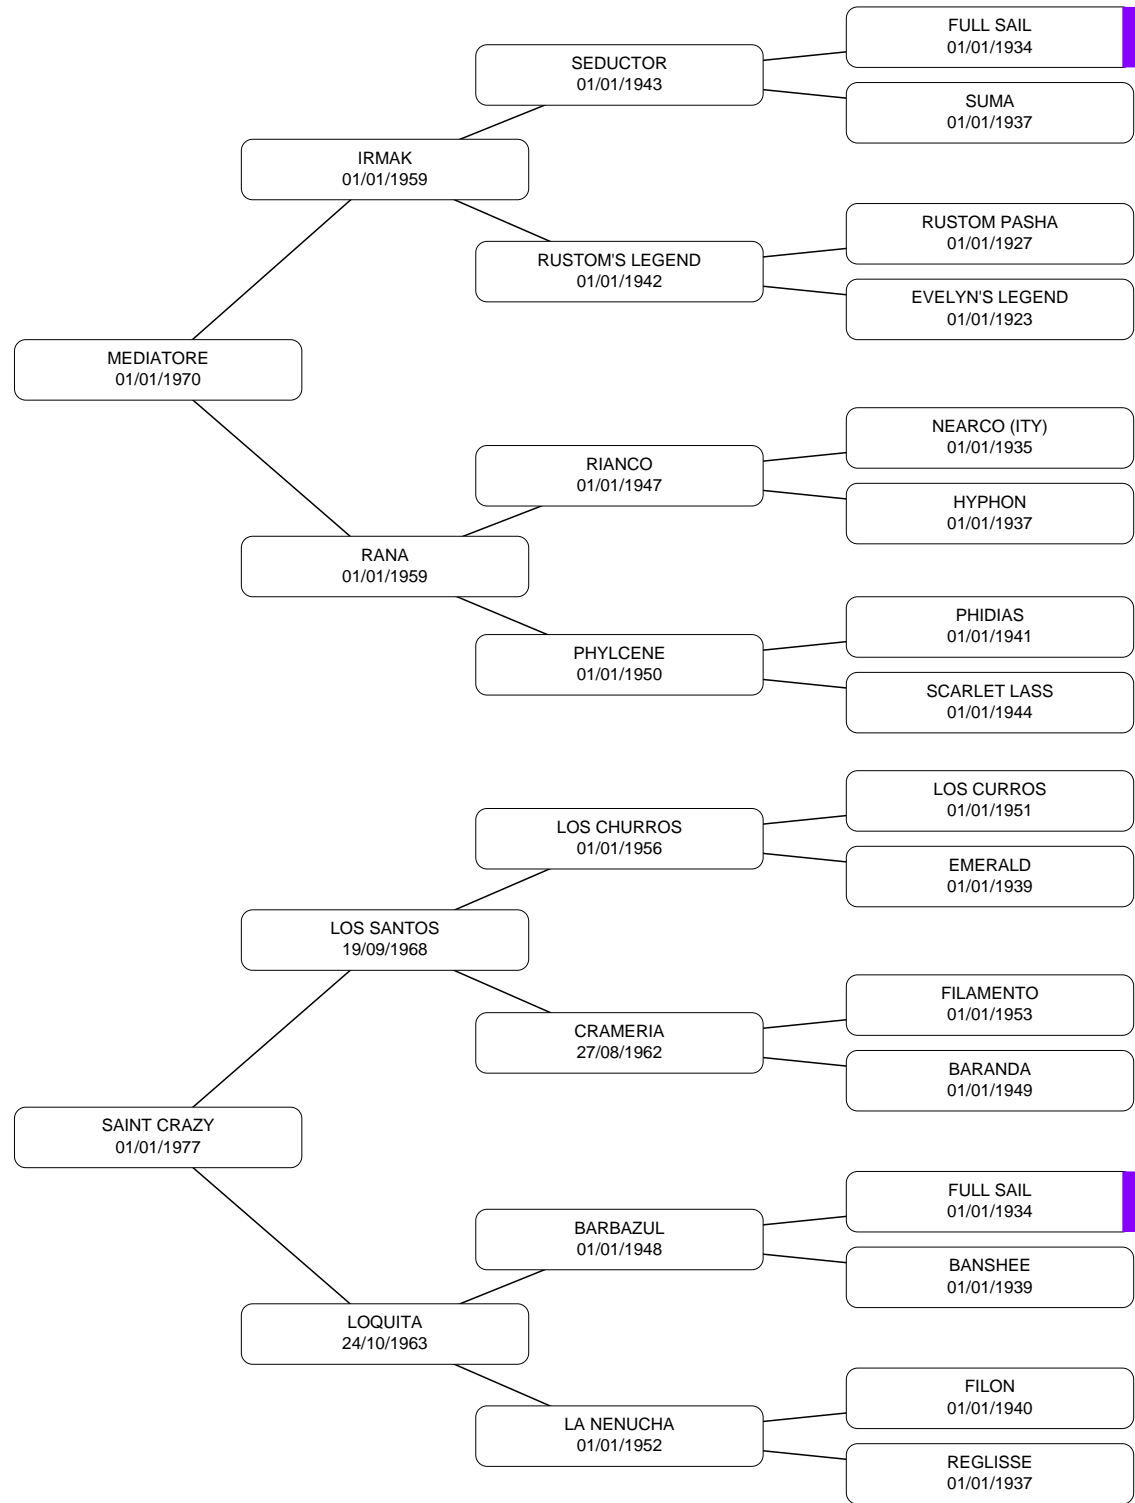 FULL SAIL
01/01/1934
SEDUCTOR
01/01/1943
SUMA
01/01/1937
IRMAK
01/01/1959
RUSTOM PASHA
01/01/1927
RUSTOM'S LEGEND
01/01/1942
EVELYN'S LEGEND
01/01/1923
MEDIATORE
01/01/1970
NEARCO (ITY)
01/01/1935
RIANCO
01/01/1947
HYPHON
01/01/1937
RANA
01/01/1959
PHIDIAS
01/01/1941
PHYLCENE
01/01/1950
SCARLET LASS
01/01/1944
LOS CURROS
01/01/1951
LOS CHURROS
01/01/1956
EMERALD
01/01/1939
LOS SANTOS
19/09/1968
FILAMENTO
01/01/1953
CRAMERIA
27/08/1962
BARANDA
01/01/1949
SAINT CRAZY
01/01/1977
FULL SAIL
01/01/1934
BARBAZUL
01/01/1948
BANSHEE
01/01/1939
LOQUITA
24/10/1963
FILON
01/01/1940
LA NENUCHA
01/01/1952
REGLISSE
01/01/1937